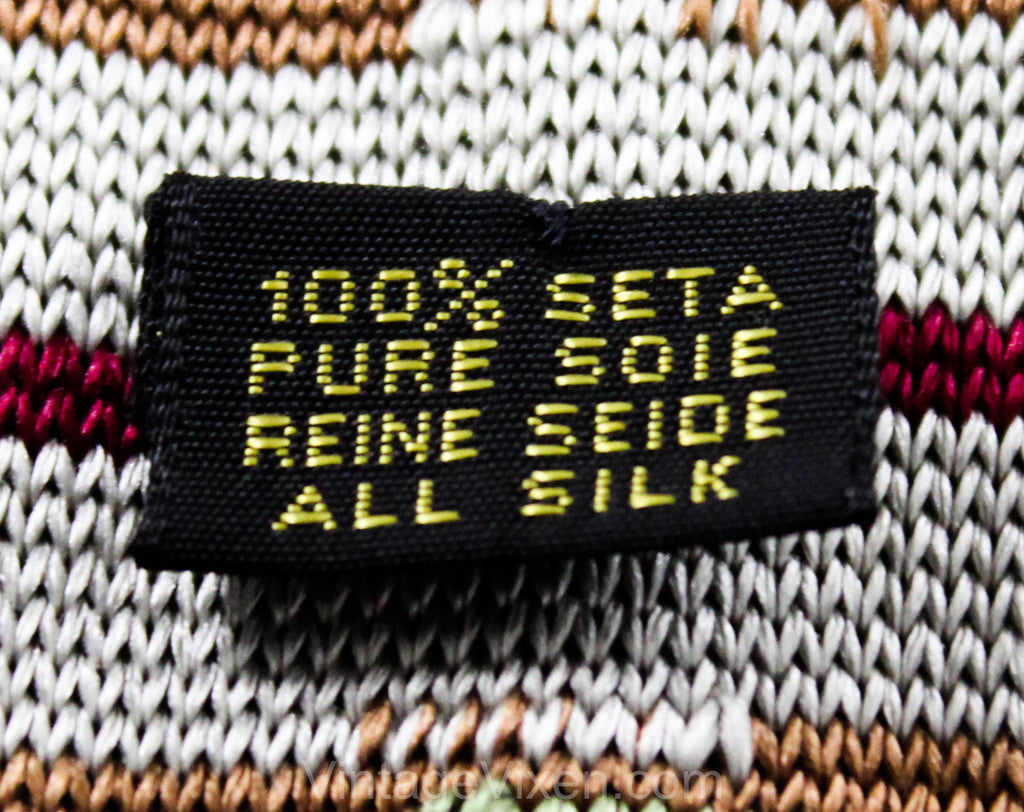 100% SETA
PURE SOIE
REINE SEIDE
ALL SILK
VintageVixen.com